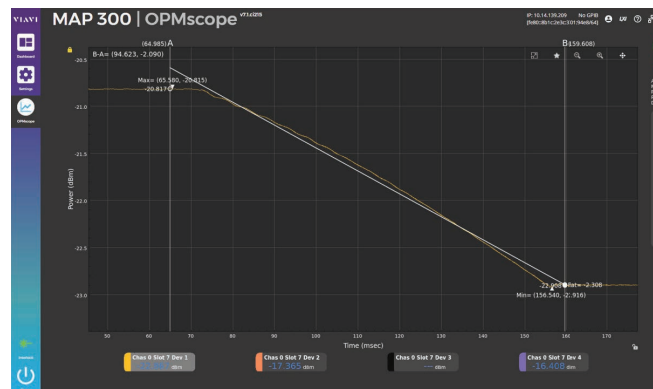 VIAVI
MAP 300 | OPMscope
IP: 10.14.139.209 No GPIB
Dashboard
Settings
OPMscope
(64.985) A
B (159.608)
B-A= (94.623, -2.090)
Max= (65.580, -20.815)
-20.817
Min= (156.540, -22.916)
Power (dBm)
-20.5
-21.0
-21.5
-22.0
-22.5
-23.0
50 60 70 80 90 100 110 120 130 140 150 160 170
Time (msec)
Chas 0 Slot 7 Dev 1
dBm
Chas 0 Slot 7 Dev 2
-17.365 dBm
Chas 0 Slot 7 Dev 3
--- dBm
Chas 0 Slot 7 Dev 4
-16.408 dBm